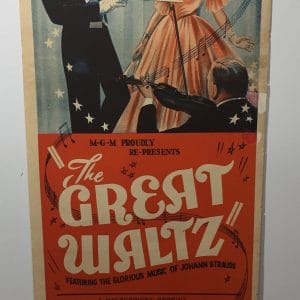 M·G·M PROUDLY
RE-PRESENTS
"The
GREAT
WALTZ"
FEATURING THE GLORIOUS MUSIC OF JOHANN STRAUSS